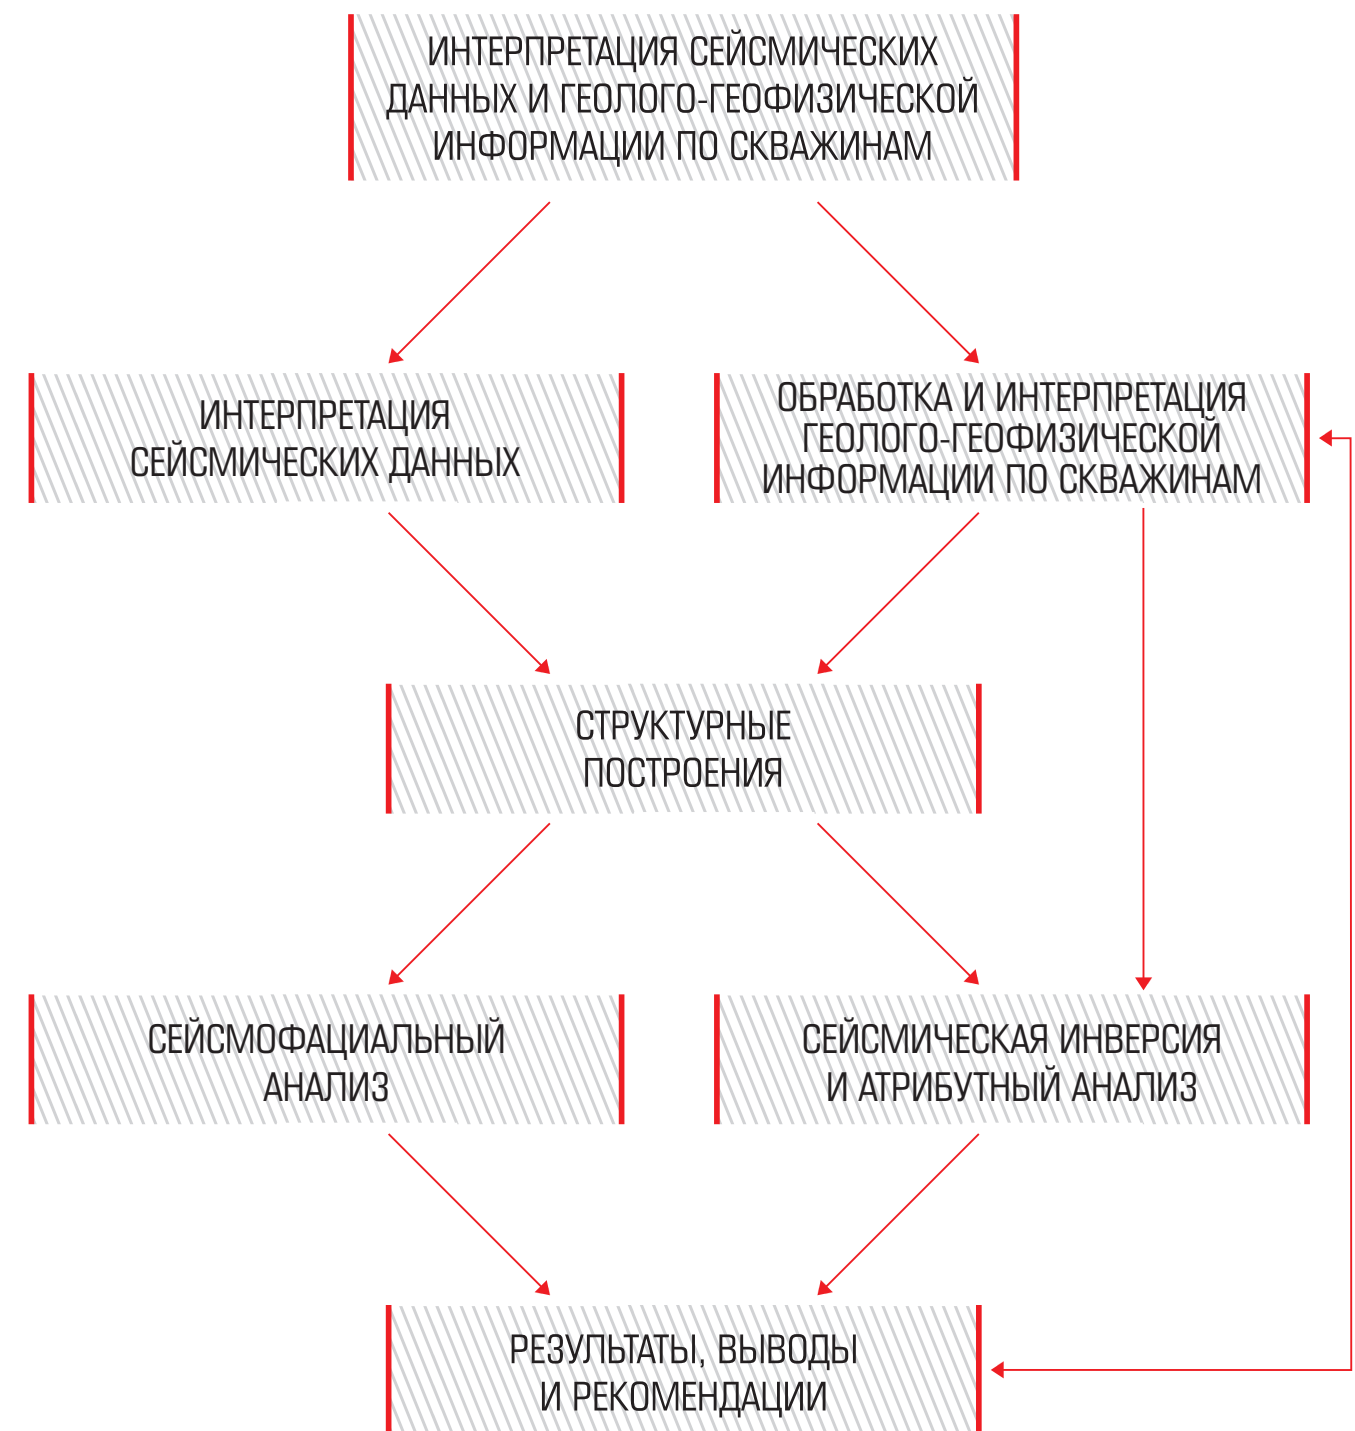 ИНТЕРПРЕТАЦИЯ СЕЙСМИЧЕСКИХ
ДАННЫХ И ГЕОЛОГО-ГЕОФИЗИЧЕСКОЙ
ИНФОРМАЦИИ ПО СКВАЖИНАМ
ИНТЕРПРЕТАЦИЯ
СЕЙСМИЧЕСКИХ ДАННЫХ
ОБРАБОТКА И ИНТЕРПРЕТАЦИЯ
ГЕОЛОГО-ГЕОФИЗИЧЕСКОЙ
ИНФОРМАЦИИ ПО СКВАЖИНАМ
СТРУКТУРНЫЕ
ПОСТРОЕНИЯ
СЕЙСМОФАЦИАЛЬНЫЙ
АНАЛИЗ
СЕЙСМИЧЕСКАЯ ИНВЕРСИЯ
И АТРИБУТНЫЙ АНАЛИЗ
РЕЗУЛЬТАТЫ, ВЫВОДЫ
И РЕКОМЕНДАЦИИ